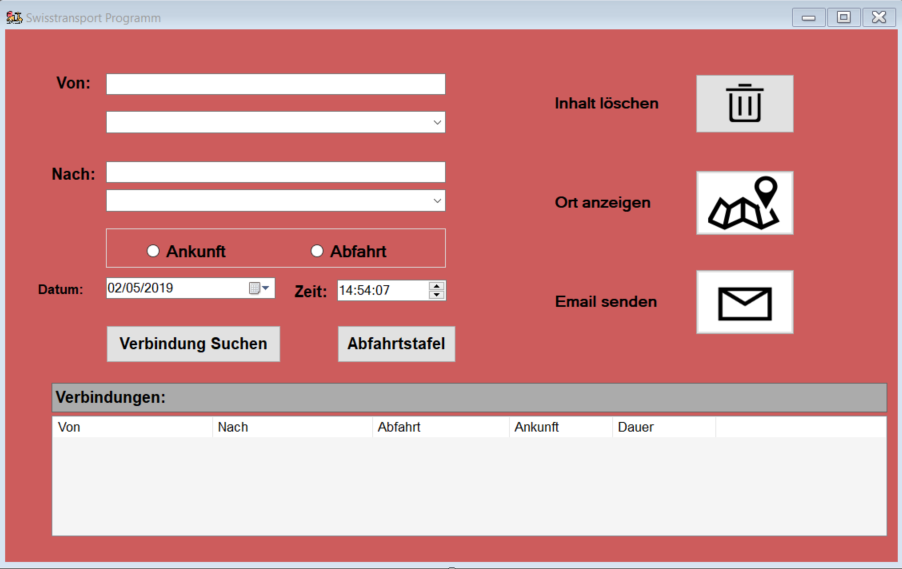 Swisstransport Programm
Von:
Inhalt löschen
Nach:
Ort anzeigen
Ankunft Abfahrt
Datum: 02/05/2019 Zeit: 14:54:07
Email senden
Verbindung Suchen Abfahrtstafel
Verbindungen:
Von Nach Abfahrt Ankunft Dauer